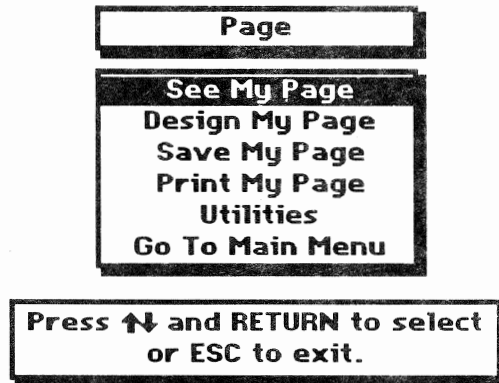 Page
See My Page
Design My Page
Save My Page
Print My Page
Utilities
Go To Main Menu
Press ↑↓ and RETURN to select
or ESC to exit.